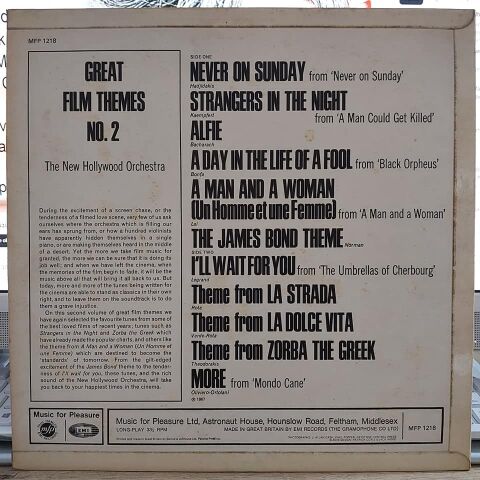 MFP 1218
GREAT
FILM THEMES
NO. 2
The New Hollywood Orchestra
During the excitement of a screen chase, or the
tenderness of a filmed love scene, very few of us ask
ourselves where the orchestra which is filling our
ears has sprung from, or how a hundred violinists
have apparently hidden themselves in a single
piano, or are making themselves heard in the middle
of a desert. Yet the more we take film music for
granted, the more we can be sure that it is doing its
job well; and when we have left the cinema, when
the memories of the film begin to fade, it will be the
music above all that will bring it all back to us. But
today, more and more of the tunes being written for
the cinema are able to stand as classics in their own
right, and to leave them on the soundtrack is to do
them a grave injustice.
On this second volume of great film themes we
have again selected the favourite tunes from some of
the best loved films of recent years; tunes such as
Strangers in the Night and Zorba the Greek which
have already made the popular charts, and others like
the theme from A Man and a Woman (Un Homme et
une Femme) which are destined to become the
'standards' of tomorrow. From the gilt-edged
excitement of the James Bond theme to the tender-
ness of I'll wait for you, these tunes, and the rich
sound of the New Hollywood Orchestra, will take
you back to your happiest times in the cinema.
SIDE ONE
NEVER ON SUNDAY from 'Never on Sunday'
Hadjidakis
STRANGERS IN THE NIGHT
Kaempfert from 'A Man Could Get Killed'
ALFIE
Bacharach
A DAY IN THE LIFE OF A FOOL from 'Black Orpheus'
Bonfa
A MAN AND A WOMAN
(Un Homme et une Femme) from 'A Man and a Woman'
Lai
THE JAMES BOND THEME Norman
SIDE TWO
I'LL WAIT FOR YOU from 'The Umbrellas of Cherbourg'
Legrand
Theme from LA STRADA
Rota
Theme from LA DOLCE VITA
Verde-Rota
Theme from ZORBA THE GREEK
Theodorakis
MORE from 'Mondo Cane'
Oliviero-Ortolani
℗ 1967
Music for Pleasure
mfp
EMI
Music for Pleasure Ltd, Astronaut House, Hounslow Road, Feltham, Middlesex
LONG-PLAY 33⅓ RPM
MADE IN GREAT BRITAIN BY EMI RECORDS (THE GRAMOPHONE CO LTD)
MFP 1218